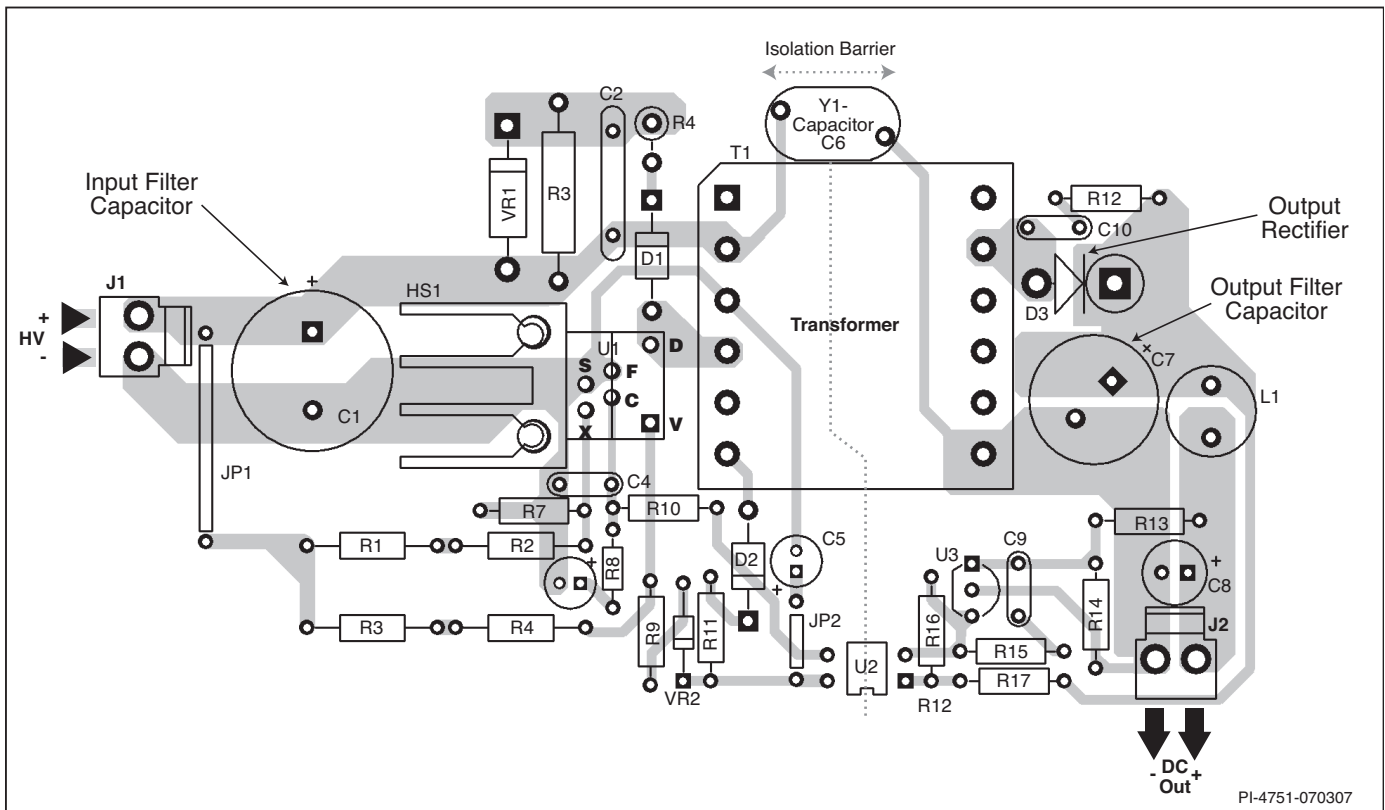 Isolation Barrier
Y1-
Capacitor
C6
C2
R4
T1
Input Filter
Capacitor
VR1
R3
R12
C10
Output
Rectifier
D1
J1
+
HS1
D3
Output Filter
Capacitor
+
HV
-
Transformer
+
C7
U1
D
S
F
C
X
V
C1
L1
JP1
C4
R7
R10
R13
R1
R2
+
R8
D2
C5
+
U3
C9
+
C8
R3
R4
R9
R11
JP2
R16
R14
J2
R15
U2
R17
VR2
R12
- DC +
Out
PI-4751-070307